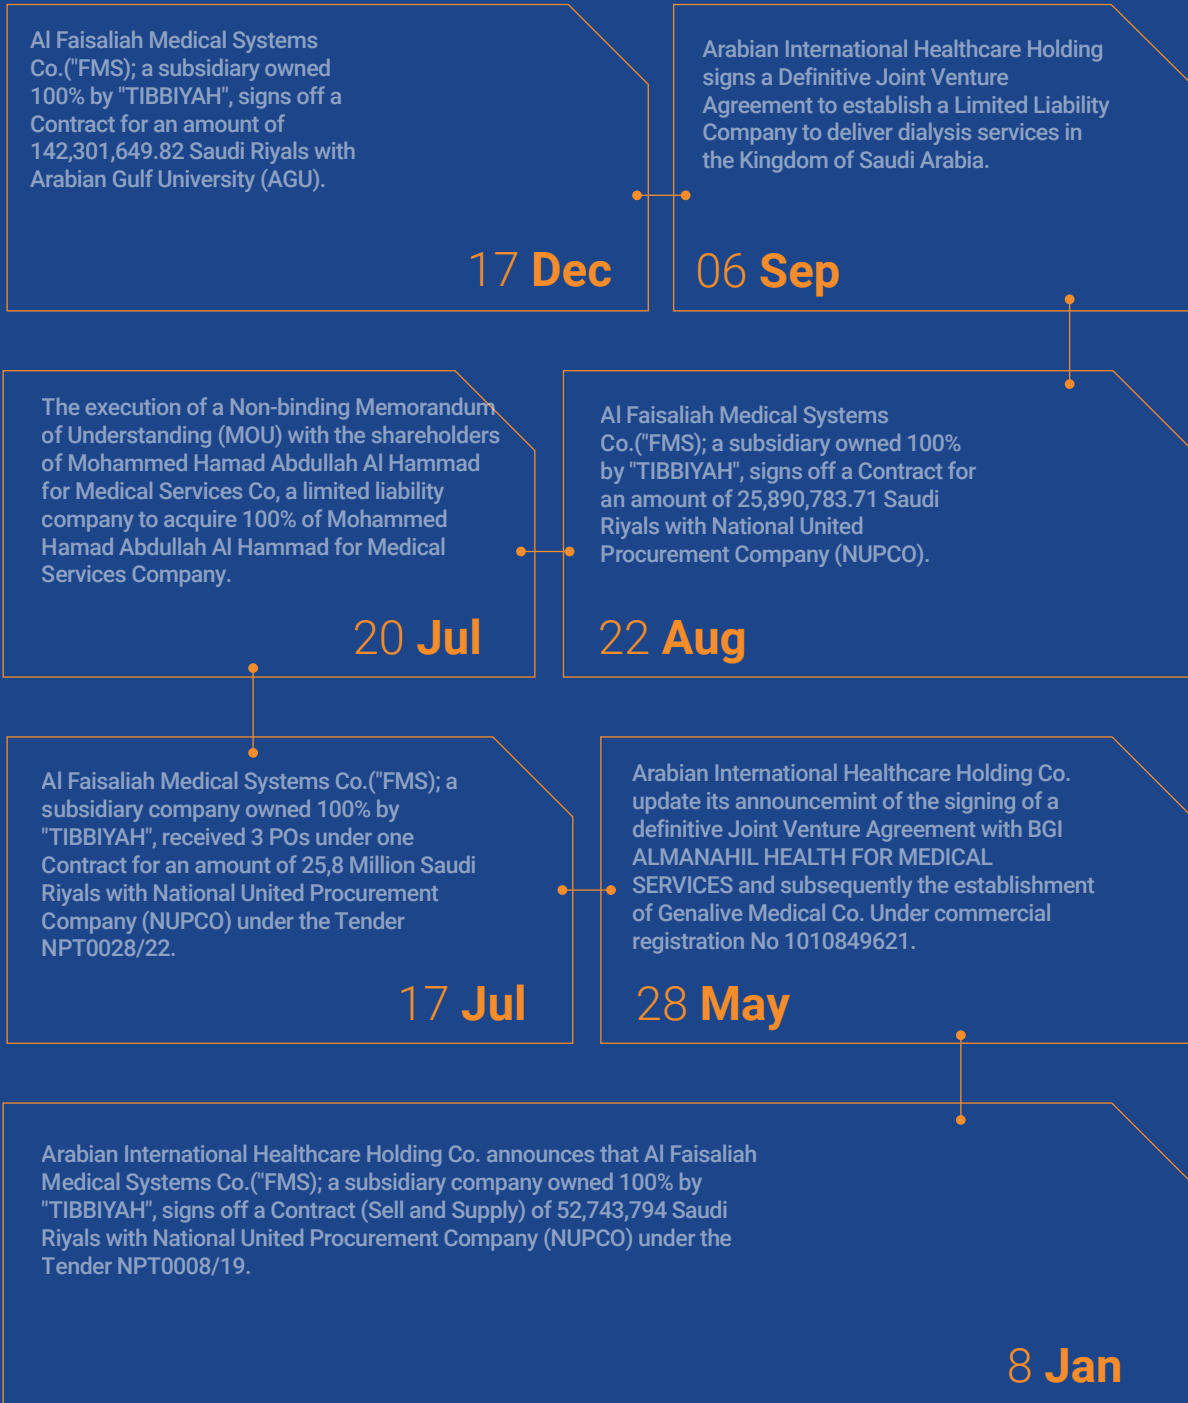 Al Faisaliah Medical Systems
Co.("FMS); a subsidiary owned
100% by "TIBBIYAH", signs off a
Contract for an amount of
142,301,649.82 Saudi Riyals with
Arabian Gulf University (AGU).
17 Dec
Arabian International Healthcare Holding
signs a Definitive Joint Venture
Agreement to establish a Limited Liability
Company to deliver dialysis services in
the Kingdom of Saudi Arabia.
06 Sep
The execution of a Non-binding Memorandum
of Understanding (MOU) with the shareholders
of Mohammed Hamad Abdullah Al Hammad
for Medical Services Co, a limited liability
company to acquire 100% of Mohammed
Hamad Abdullah Al Hammad for Medical
Services Company.
20 Jul
Al Faisaliah Medical Systems
Co.("FMS); a subsidiary owned 100%
by "TIBBIYAH", signs off a Contract for
an amount of 25,890,783.71 Saudi
Riyals with National United
Procurement Company (NUPCO).
22 Aug
Al Faisaliah Medical Systems Co.("FMS); a
subsidiary company owned 100% by
"TIBBIYAH", received 3 POs under one
Contract for an amount of 25,8 Million Saudi
Riyals with National United Procurement
Company (NUPCO) under the Tender
NPT0028/22.
17 Jul
Arabian International Healthcare Holding Co.
update its announcemint of the signing of a
definitive Joint Venture Agreement with BGI
ALMANAHIL HEALTH FOR MEDICAL
SERVICES and subsequently the establishment
of Genalive Medical Co. Under commercial
registration No 1010849621.
28 May
Arabian International Healthcare Holding Co. announces that Al Faisaliah
Medical Systems Co.("FMS); a subsidiary company owned 100% by
"TIBBIYAH", signs off a Contract (Sell and Supply) of 52,743,794 Saudi
Riyals with National United Procurement Company (NUPCO) under the
Tender NPT0008/19.
8 Jan